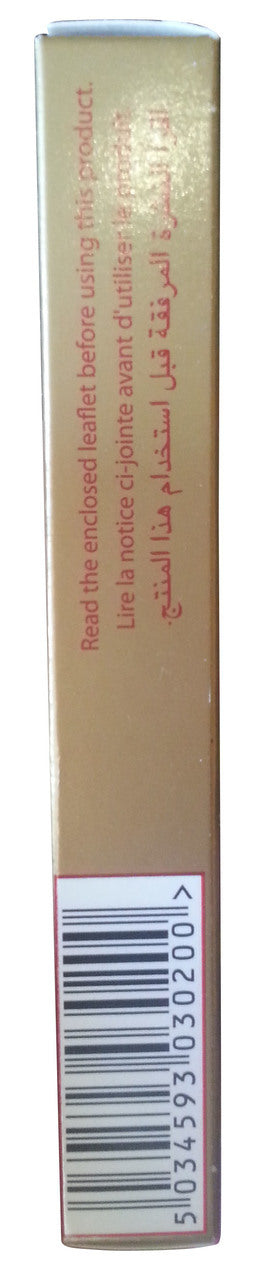 Read the enclosed leaflet before using this product.
Lire la notice ci-jointe avant d'utiliser le produit.
اقرأ النشرة المرفقة قبل استخدام هذا المنتج.
5 034593 030200 >